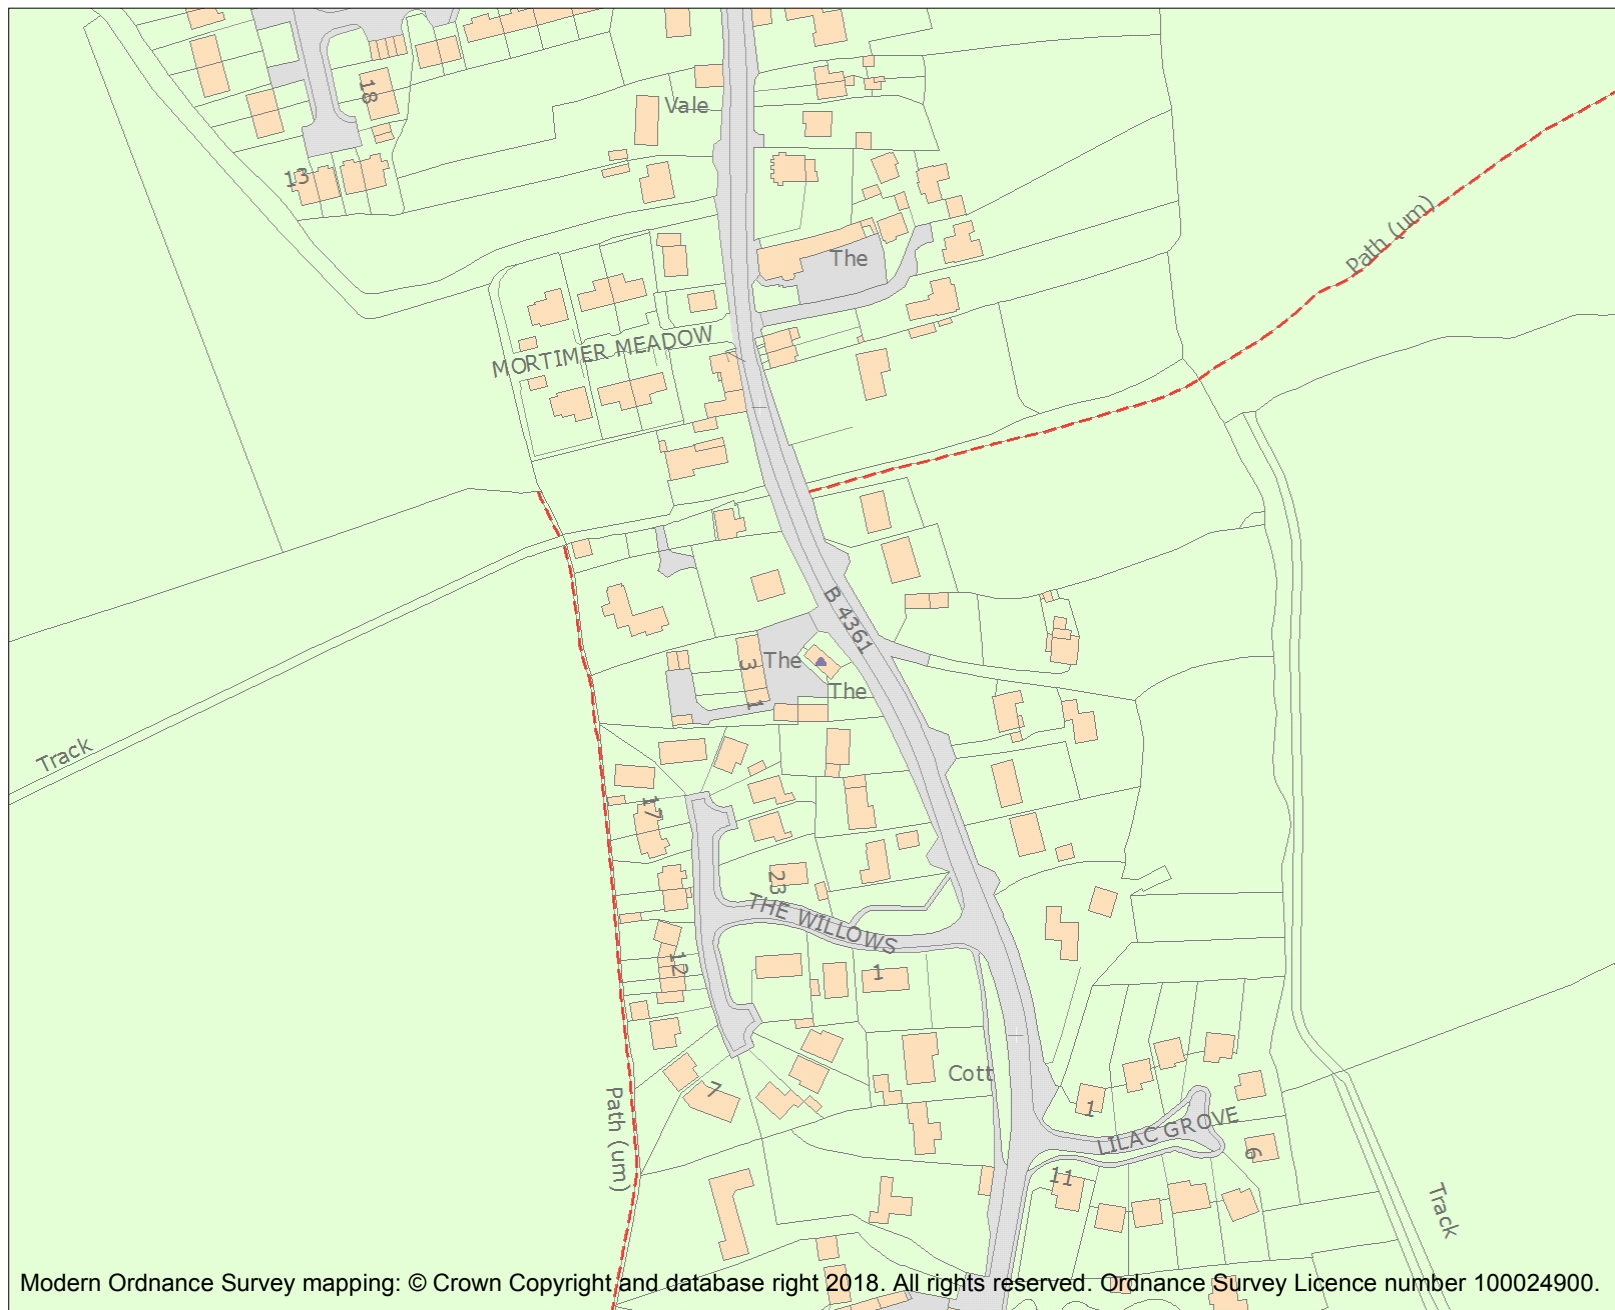 18
Vale
13
The
Path (um)
MORTIMER MEADOW
B 4361
3
The
1
The
Track
17
23
THE WILLOWS
12
1
7
Cott
1
LILAC GROVE
6
11
Path (um)
Track
Modern Ordnance Survey mapping: © Crown Copyright and database right 2018. All rights reserved. Ordnance Survey Licence number 100024900.